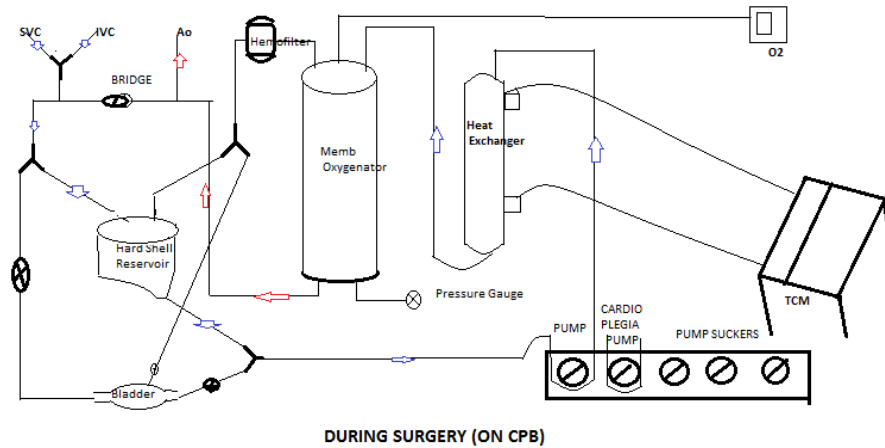 SVC
IVC
Ao
BRIDGE
Hemofilter
O2
Memb
Oxygenator
Heat
Exchanger
Hard Shell
Reservoir
Pressure Gauge
TCM
PUMP
CARDIO
PLEGIA
PUMP
PUMP SUCKERS
Bladder
DURING SURGERY (ON CPB)